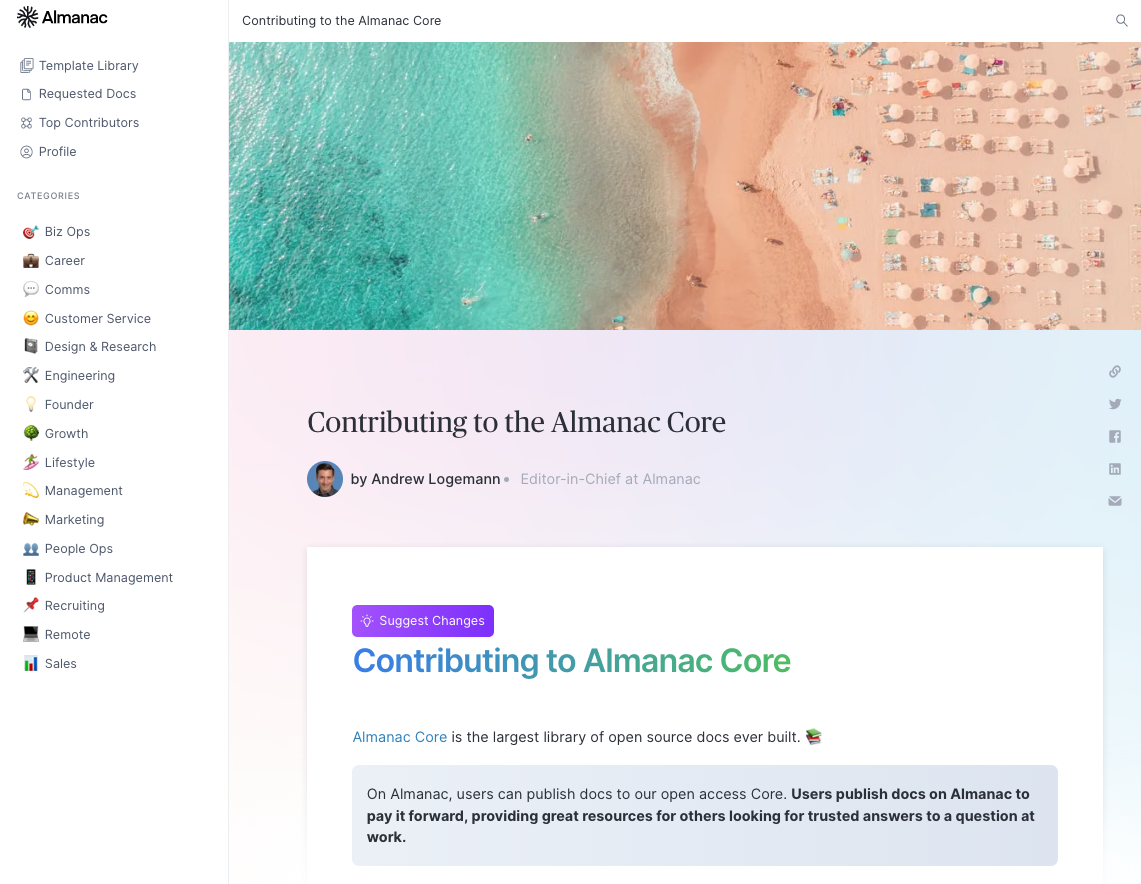 Almanac
Contributing to the Almanac Core
Template Library
Requested Docs
Top Contributors
Profile
CATEGORIES
Biz Ops
Career
Comms
Customer Service
Design & Research
Engineering
Founder
Growth
Lifestyle
Management
Marketing
People Ops
Product Management
Recruiting
Remote
Sales
Contributing to the Almanac Core
by Andrew Logemann • Editor-in-Chief at Almanac
Suggest Changes
Contributing to Almanac Core
Almanac Core is the largest library of open source docs ever built. 📚
On Almanac, users can publish docs to our open access Core. Users publish docs on Almanac to
pay it forward, providing great resources for others looking for trusted answers to a question at
work.